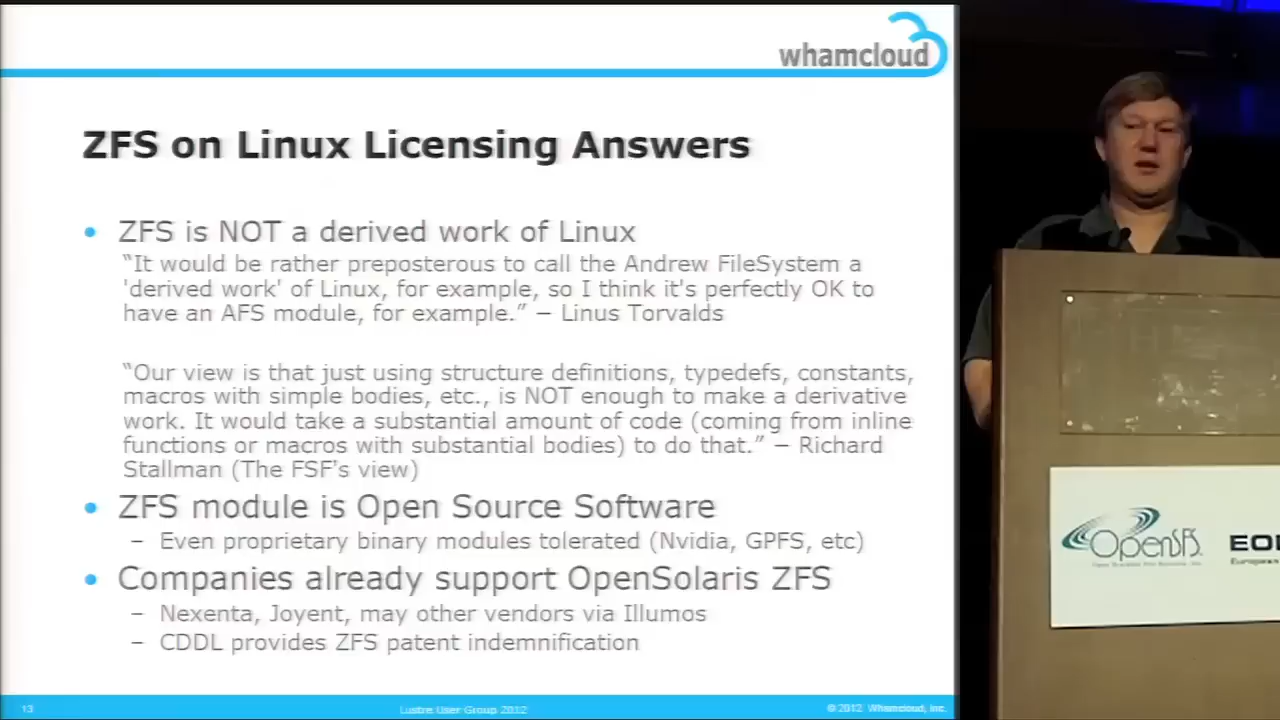 whamcloud
ZFS on Linux Licensing Answers
• ZFS is NOT a derived work of Linux
“It would be rather preposterous to call the Andrew FileSystem a
'derived work' of Linux, for example, so I think it's perfectly OK to
have an AFS module, for example.” – Linus Torvalds
“Our view is that just using structure definitions, typedefs, constants,
macros with simple bodies, etc., is NOT enough to make a derivative
work. It would take a substantial amount of code (coming from inline
functions or macros with substantial bodies) to do that.” – Richard
Stallman (The FSF's view)
• ZFS module is Open Source Software
– Even proprietary binary modules tolerated (Nvidia, GPFS, etc)
• Companies already support OpenSolaris ZFS
– Nexenta, Joyent, may other vendors via Illumos
– CDDL provides ZFS patent indemnification
13
Lustre User Group 2012
© 2012 Whamcloud, Inc.
OpenSFS
EO
European